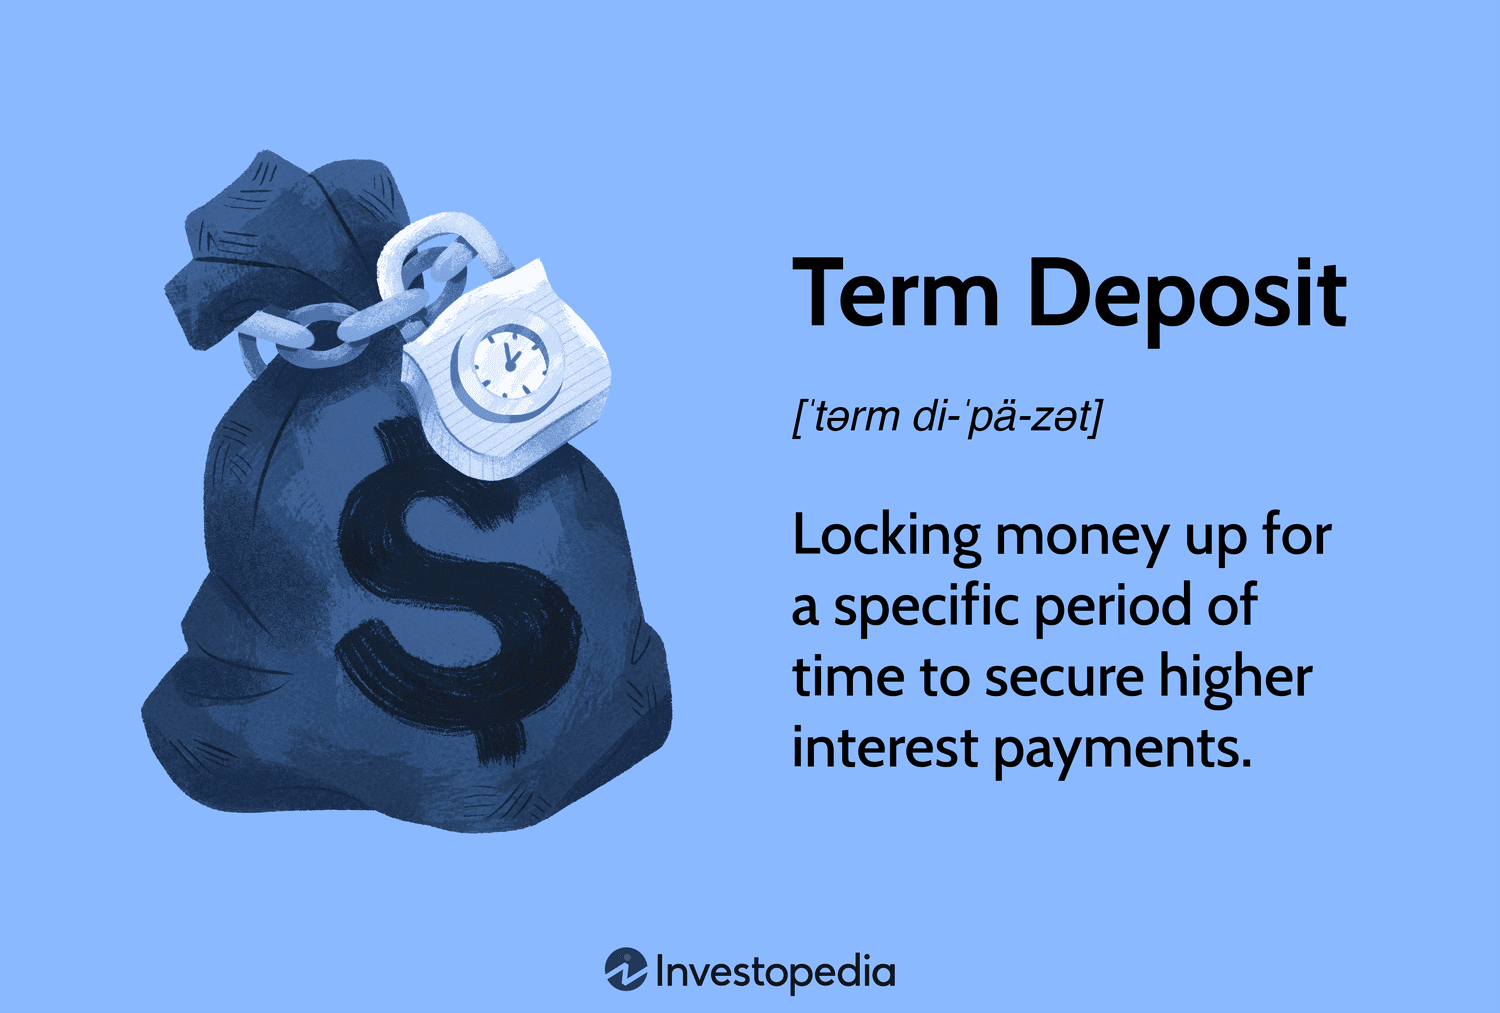 Term Deposit
[ˈtərm di-ˈpä-zət]
Locking money up for
a specific period of
time to secure higher
interest payments.
$
Investopedia